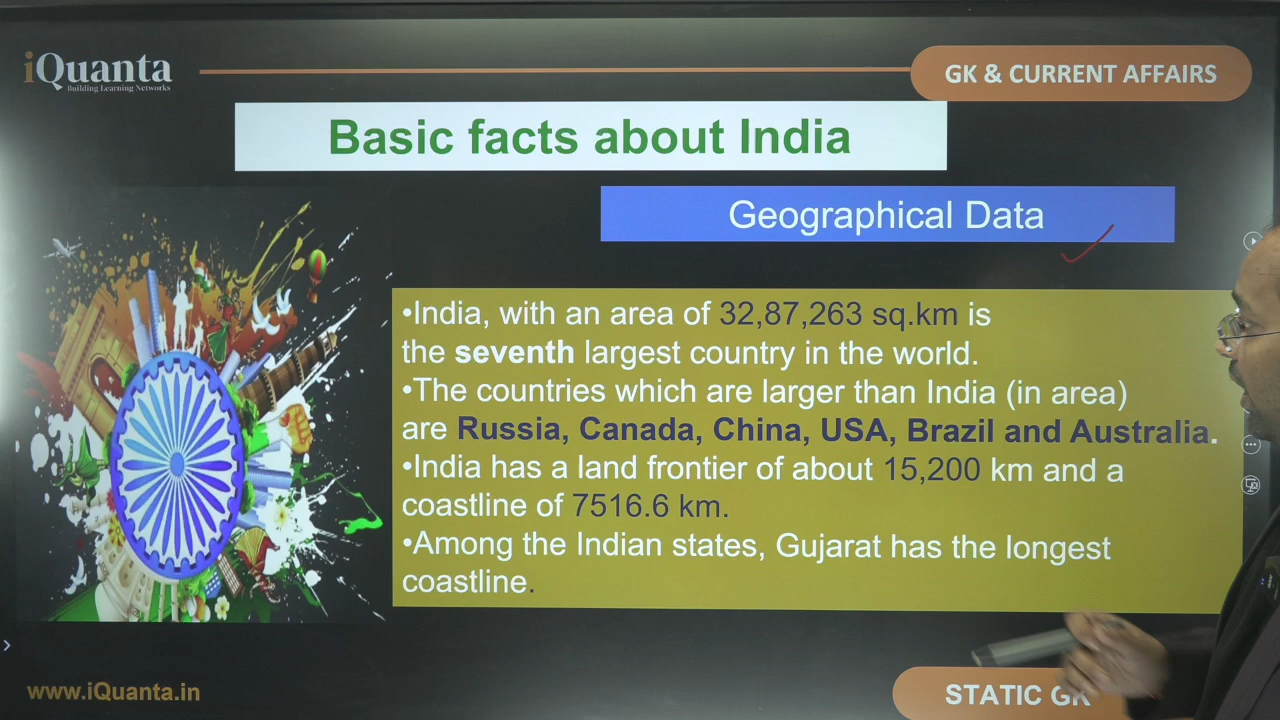 iQuanta
Building Learning Networks
GK & CURRENT AFFAIRS
Basic facts about India
Geographical Data
•India, with an area of 32,87,263 sq.km is
the seventh largest country in the world.
•The countries which are larger than India (in area)
are Russia, Canada, China, USA, Brazil and Australia.
•India has a land frontier of about 15,200 km and a
coastline of 7516.6 km.
•Among the Indian states, Gujarat has the longest
coastline.
www.iQuanta.in
STATIC GK